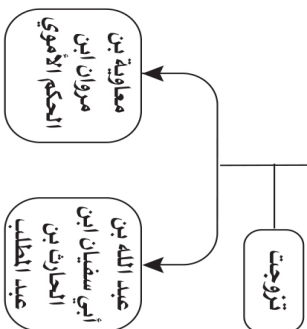 تزوجت
معاوية بن
مروان ابن
الحكم الأموي
عبد الله بن
أبي سفيان ابن
الحارث بن
عبد المطلب